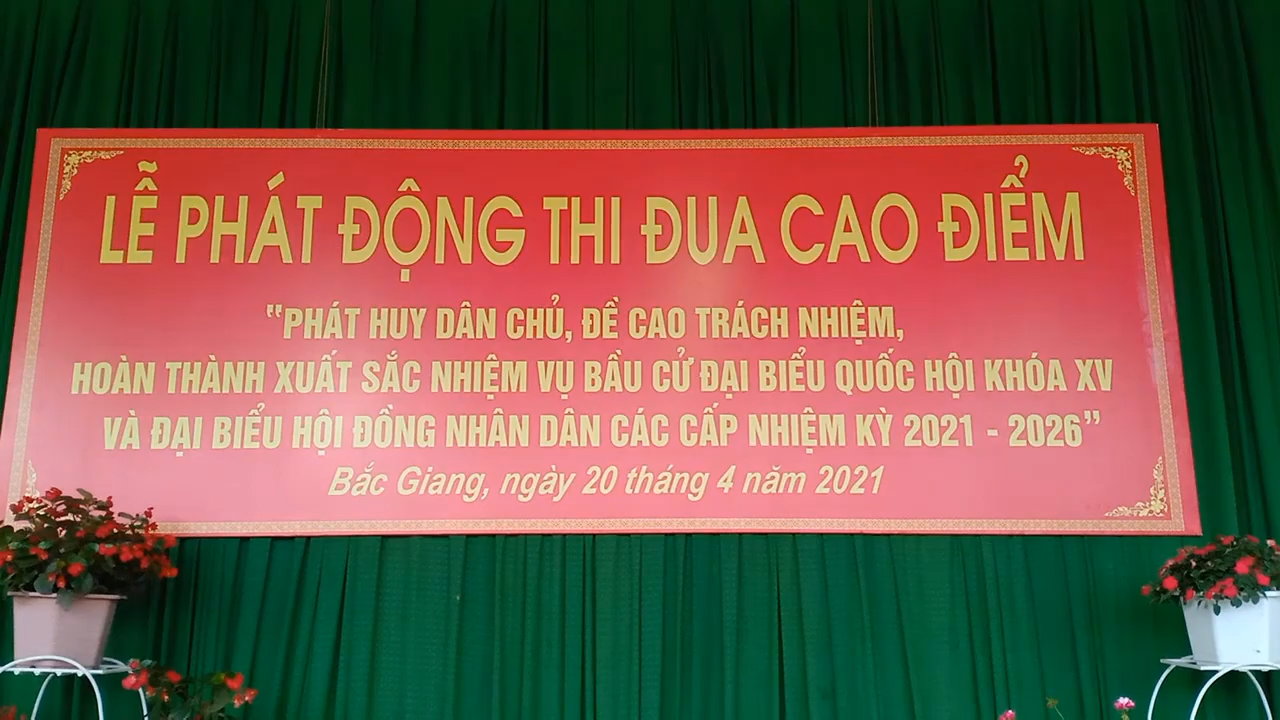 LỄ PHÁT ĐỘNG THI ĐUA CAO ĐIỂM
“PHÁT HUY DÂN CHỦ, ĐỀ CAO TRÁCH NHIỆM,
HOÀN THÀNH XUẤT SẮC NHIỆM VỤ BẦU CỬ ĐẠI BIỂU QUỐC HỘI KHÓA XV
VÀ ĐẠI BIỂU HỘI ĐỒNG NHÂN DÂN CÁC CẤP NHIỆM KỲ 2021 - 2026”
Bắc Giang, ngày 20 tháng 4 năm 2021